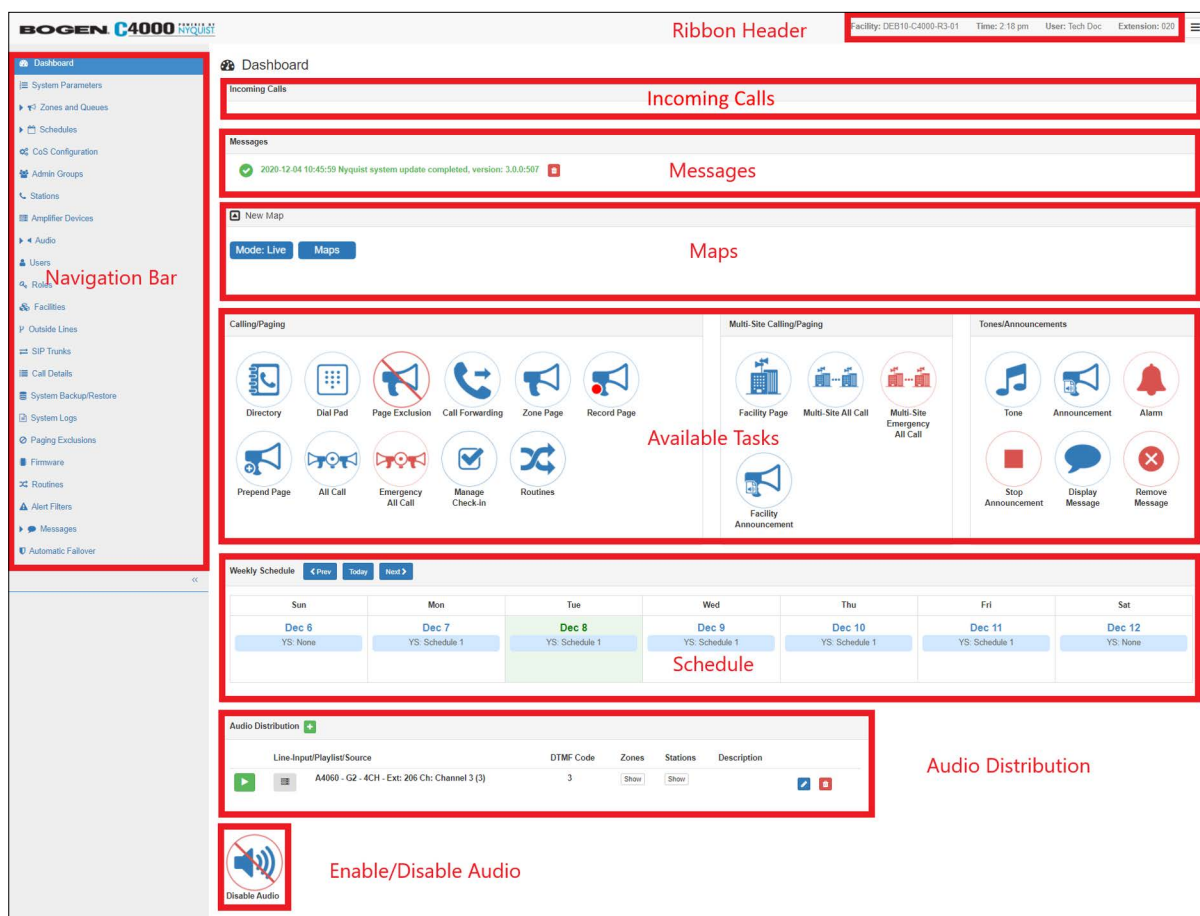 BOGEN. C4000 POWERED BY NYQUIST
Ribbon Header
Facility: DEB10-C4000-R3-01 Time: 2:18 pm User: Tech Doc Extension: 020
Dashboard
System Parameters
Zones and Queues
Schedules
CoS Configuration
Admin Groups
Stations
Amplifier Devices
Audio
Users
Navigation Bar
Roles
Facilities
Outside Lines
SIP Trunks
Call Details
System Backup/Restore
System Logs
Paging Exclusions
Firmware
Routines
Alert Filters
Messages
Automatic Failover
«
Dashboard
Incoming Calls
Incoming Calls
Messages
2020-12-04 10:45:59 Nyquist system update completed, version: 3.0.0:507
Messages
New Map
Mode: Live Maps
Maps
Calling/Paging
Directory
Dial Pad
Page Exclusion
Call Forwarding
Zone Page
Record Page
Prepend Page
All Call
Emergency
All Call
Manage
Check-in
Routines
Available Tasks
Multi-Site Calling/Paging
Facility Page
Multi-Site All Call
Multi-Site
Emergency
All Call
Facility
Announcement
Tones/Announcements
Tone
Announcement
Alarm
Stop
Announcement
Display
Message
Remove
Message
Weekly Schedule Prev Today Next
Sun Mon Tue Wed Thu Fri Sat
Dec 6 Dec 7 Dec 8 Dec 9 Dec 10 Dec 11 Dec 12
YS: None YS: Schedule 1 YS: Schedule 1 YS: Schedule 1 YS: Schedule 1 YS: Schedule 1 YS: None
Schedule
Audio Distribution
Line-Input/Playlist/Source DTMF Code Zones Stations Description
A4060 - G2 - 4CH - Ext: 206 Ch: Channel 3 (3) 3 Show Show
Audio Distribution
Disable Audio
Enable/Disable Audio